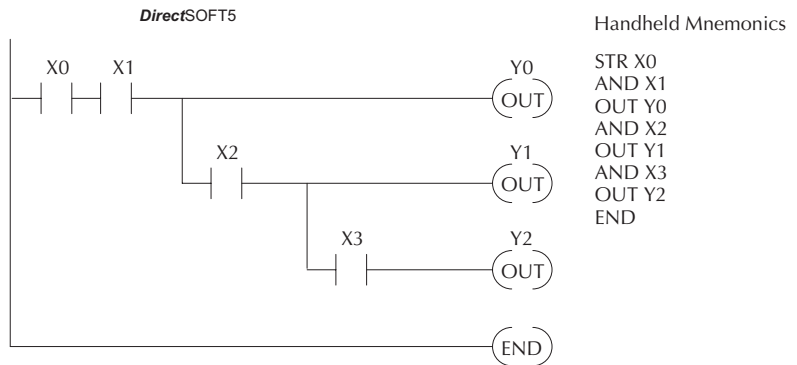 DirectSOFT5
Handheld Mnemonics
X0 X1 Y0
OUT
X2 Y1
OUT
X3 Y2
OUT
END
STR X0
AND X1
OUT Y0
AND X2
OUT Y1
AND X3
OUT Y2
END